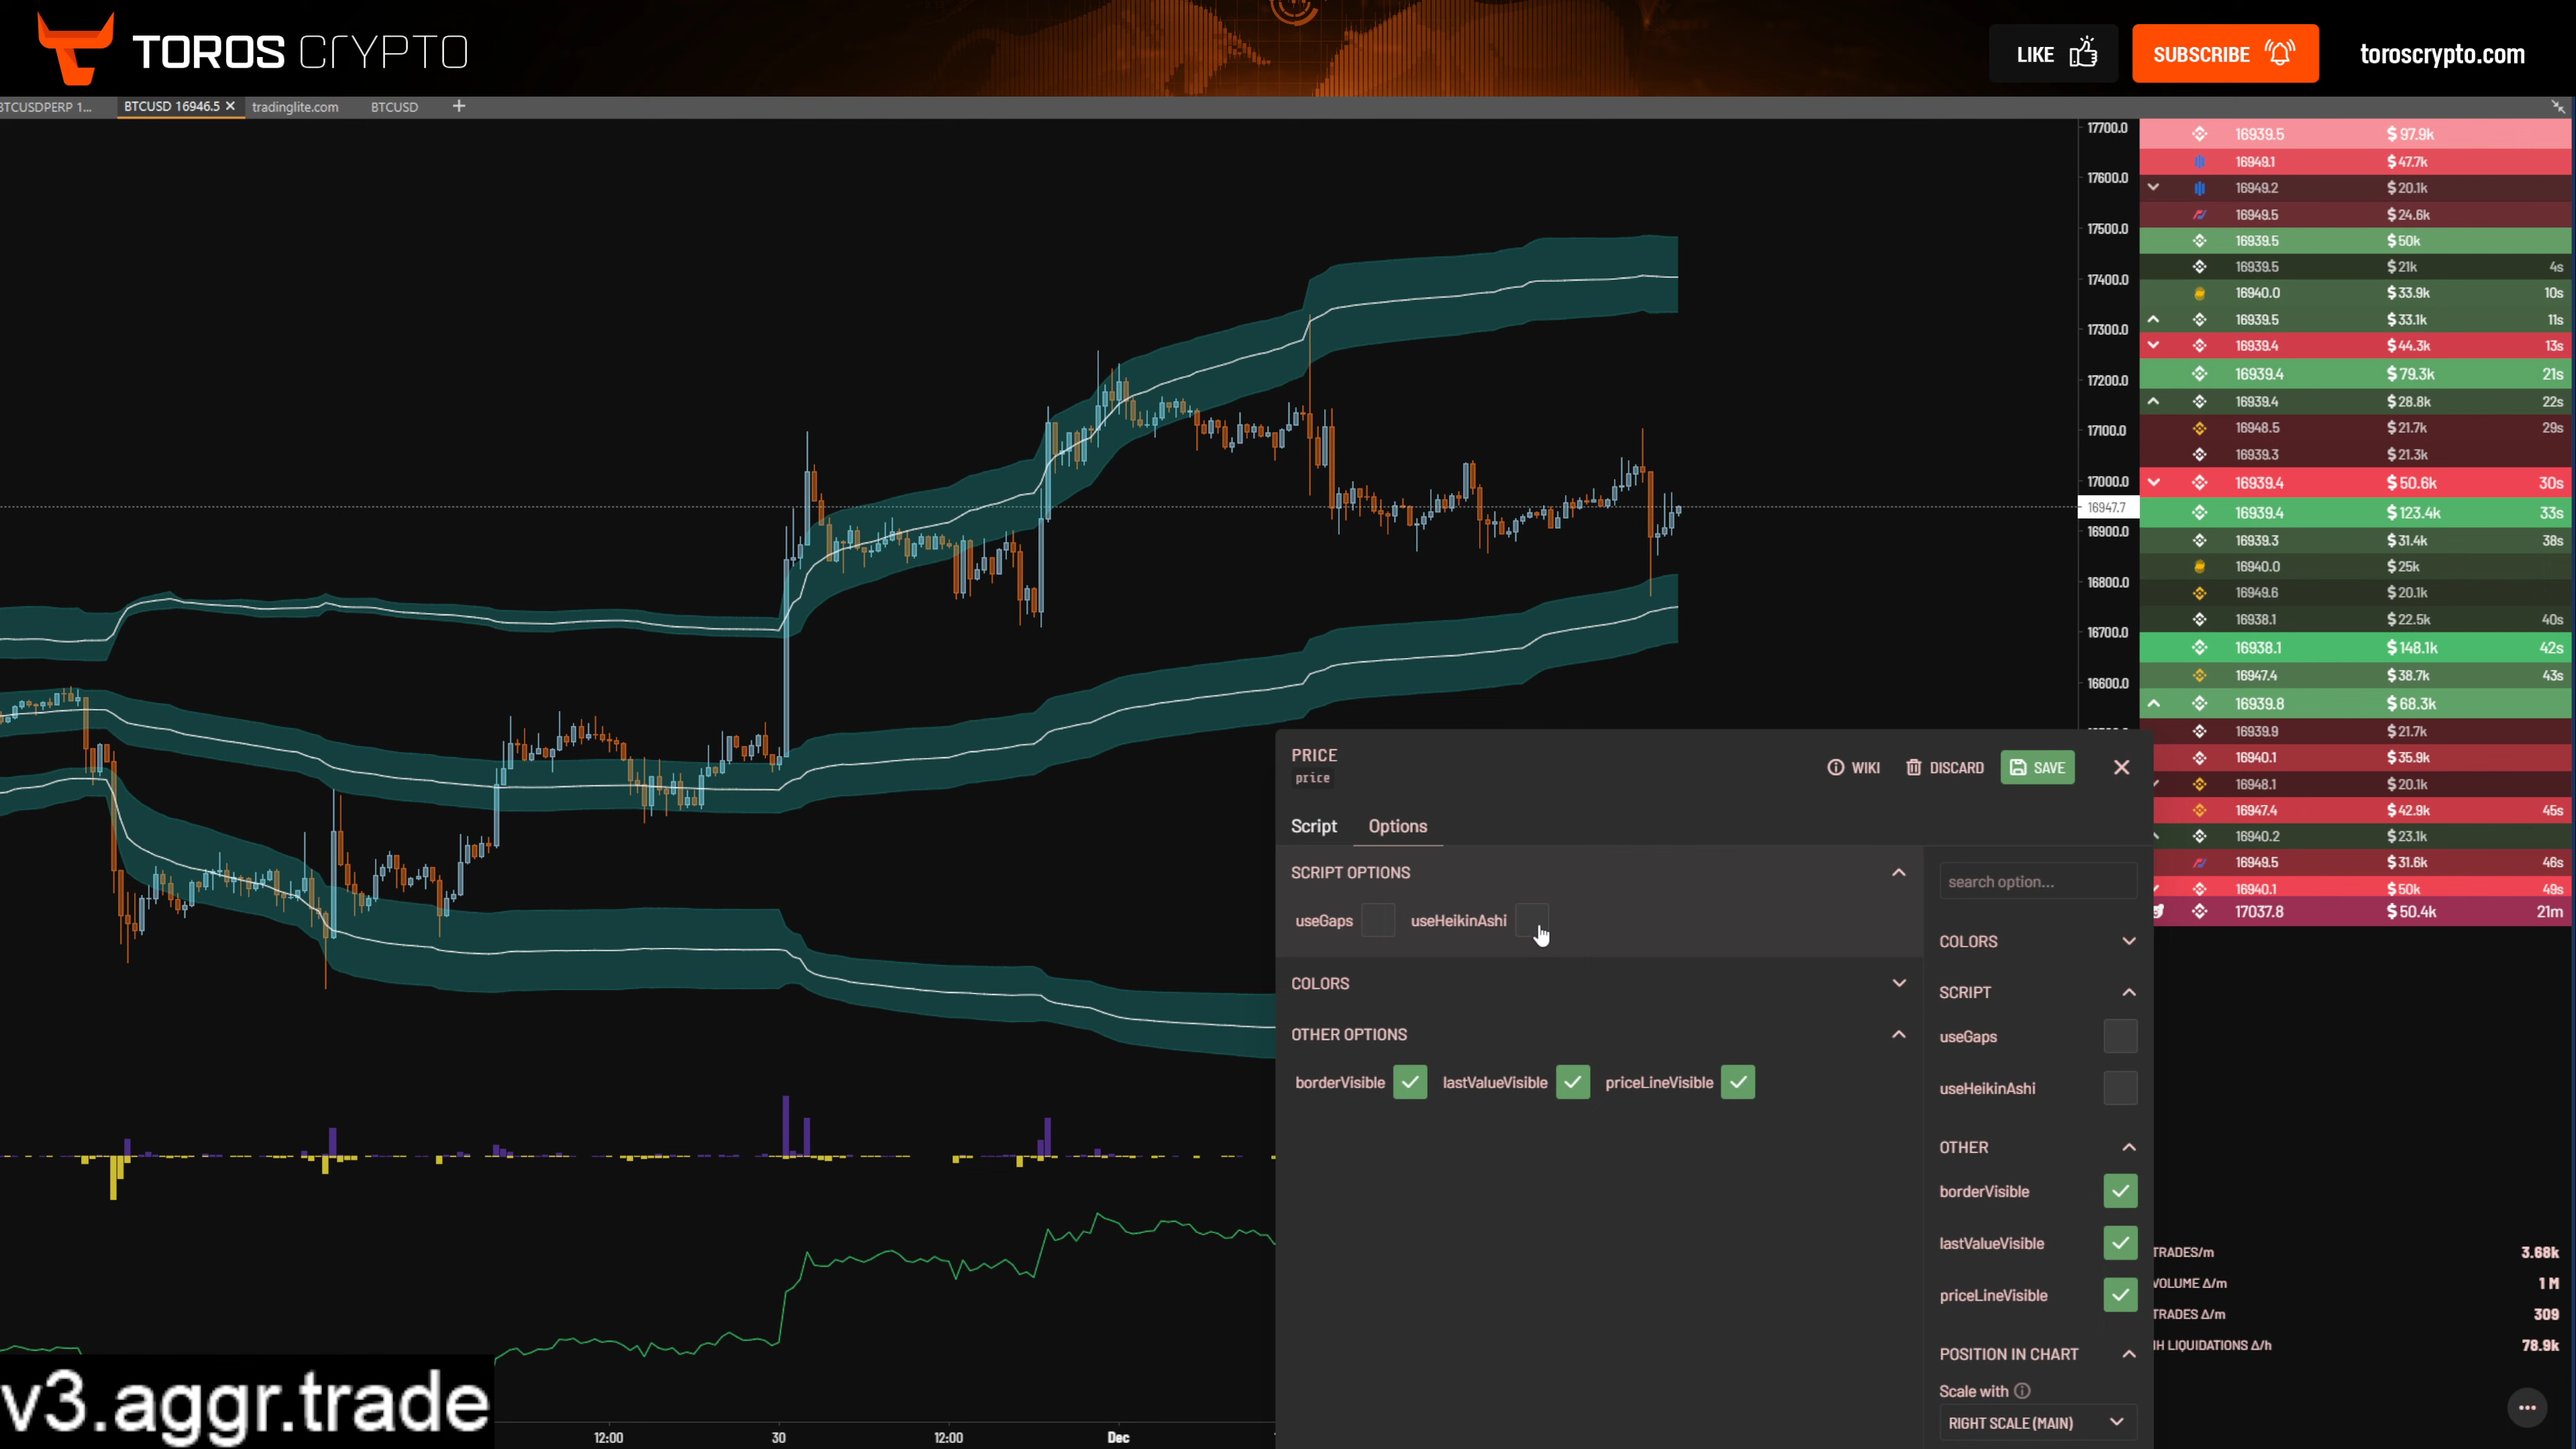 TOROS CRYPTO
LIKE
SUBSCRIBE
toroscrypto.com
BTCUSDPERP 1...
BTCUSD 16946.5
tradinglite.com
BTCUSD
+
17700.0
17600.0
17500.0
17400.0
17300.0
17200.0
17100.0
17000.0
16947.7
16900.0
16800.0
16700.0
16600.0
16939.5 $97.9k
16949.1 $47.7k
16949.2 $20.1k
16949.5 $24.6k
16939.5 $50k
16939.5 $21k 4s
16940.0 $33.9k 10s
16939.5 $33.1k 11s
16939.4 $44.3k 13s
16939.4 $79.3k 21s
16939.4 $28.8k 22s
16948.5 $21.7k 29s
16939.3 $21.3k
16939.4 $50.6k 30s
16939.4 $123.4k 33s
16939.3 $31.4k 38s
16940.0 $25k
16949.6 $20.1k
16938.1 $22.5k 40s
16938.1 $148.1k 42s
16947.4 $38.7k 43s
16939.8 $68.3k
16939.9 $21.7k
16940.1 $35.9k
16948.1 $20.1k
16947.4 $42.9k 45s
16940.2 $23.1k
16949.5 $31.6k 46s
16940.1 $50k 49s
17037.8 $50.4k 21m
PRICE
price
WIKI
DISCARD
SAVE
Script
Options
SCRIPT OPTIONS
useGaps
useHeikinAshi
COLORS
OTHER OPTIONS
borderVisible
lastValueVisible
priceLineVisible
search option...
COLORS
SCRIPT
useGaps
useHeikinAshi
OTHER
borderVisible
lastValueVisible
priceLineVisible
POSITION IN CHART
Scale with
RIGHT SCALE (MAIN)
TRADES/m 3.68k
VOLUME Δ/m 1 M
TRADES Δ/m 309
1H LIQUIDATIONS Δ/h 78.9k
v3.aggr.trade
12:00
30
12:00
Dec